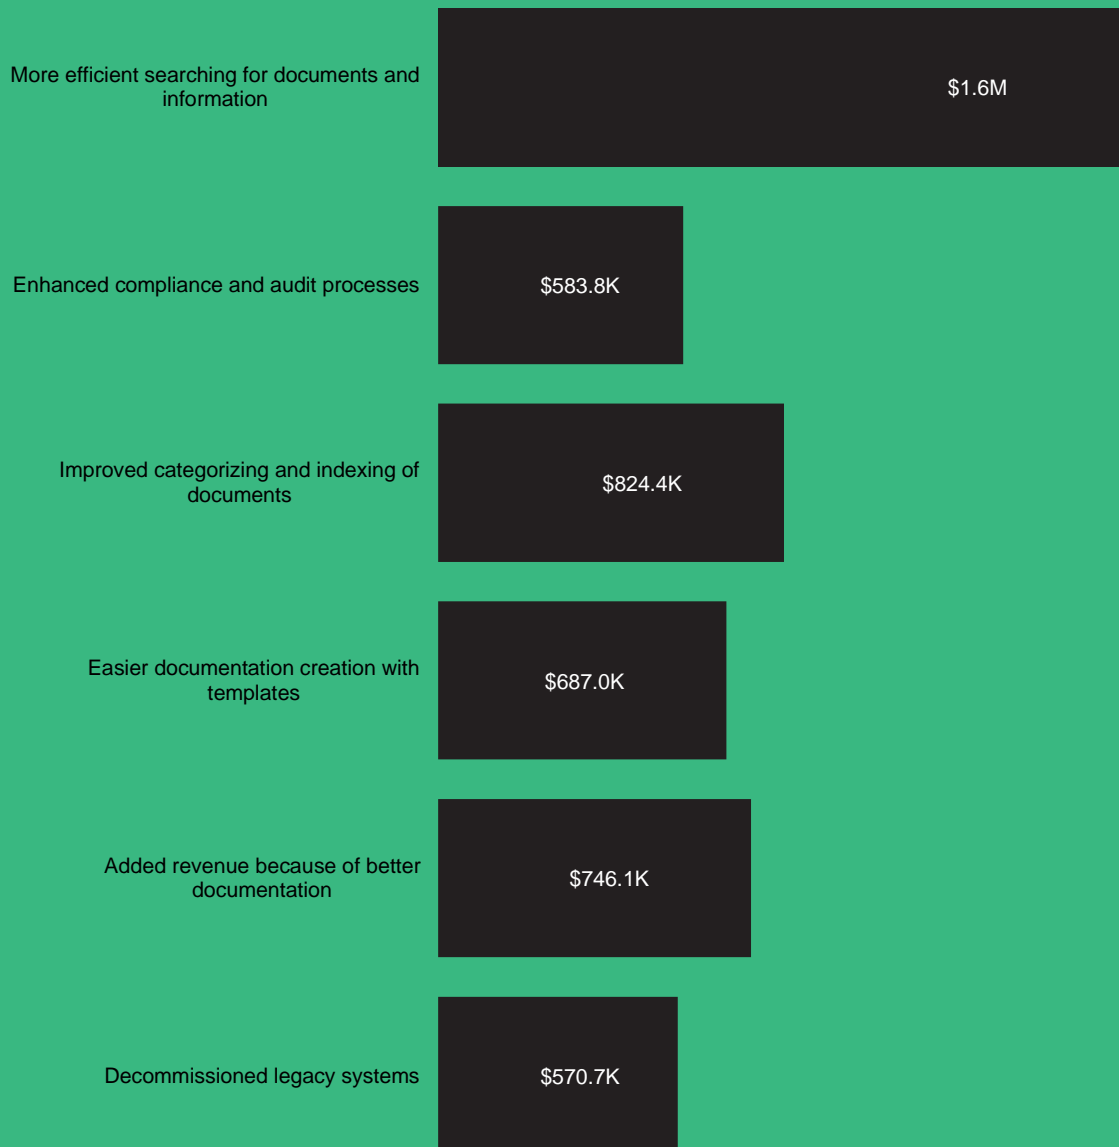 More efficient searching for documents and
information
$1.6M
Enhanced compliance and audit processes
$583.8K
Improved categorizing and indexing of
documents
$824.4K
Easier documentation creation with
templates
$687.0K
Added revenue because of better
documentation
$746.1K
Decommissioned legacy systems
$570.7K